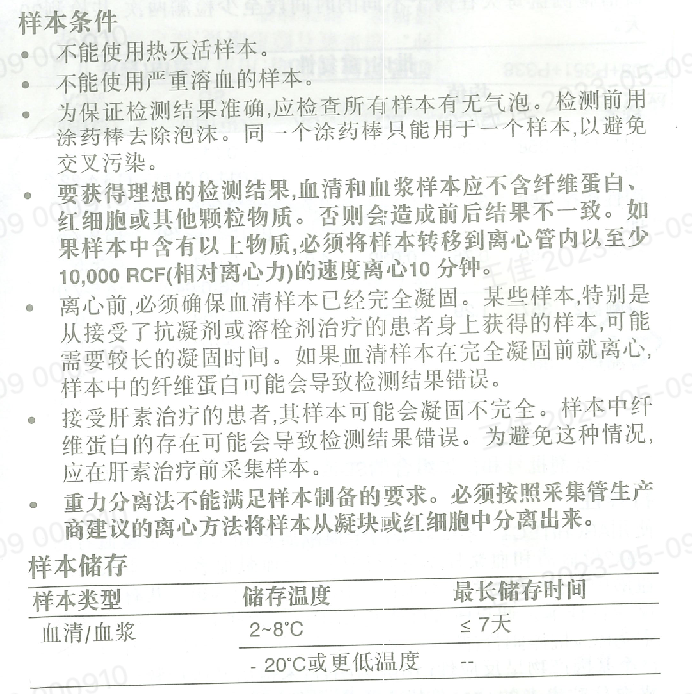 样本条件
• 不能使用热灭活样本。
• 不能使用严重溶血的样本。
• 为保证检测结果准确,应检查所有样本有无气泡。检测前用
涂药棒去除泡沫。同一个涂药棒只能用于一个样本,以避免
交叉污染。
• 要获得理想的检测结果,血清和血浆样本应不含纤维蛋白、
红细胞或其他颗粒物质。否则会造成前后结果不一致。如
果样本中含有以上物质,必须将样本转移到离心管内以至少
10,000 RCF(相对离心力)的速度离心10 分钟。
• 离心前,必须确保血清样本已经完全凝固。某些样本,特别是
从接受了抗凝剂或溶栓剂治疗的患者身上获得的样本,可能
需要较长的凝固时间。如果血清样本在完全凝固前就离心,
样本中的纤维蛋白可能会导致检测结果错误。
• 接受肝素治疗的患者,其样本可能会凝固不完全。样本中纤
维蛋白的存在可能会导致检测结果错误。为避免这种情况,
应在肝素治疗前采集样本。
• 重力分离法不能满足样本制备的要求。必须按照采集管生产
商建议的离心方法将样本从凝块或红细胞中分离出来。
样本储存
样本类型 储存温度 最长储存时间
血清/血浆 2~8°C ≤ 7天
- 20°C或更低温度 --